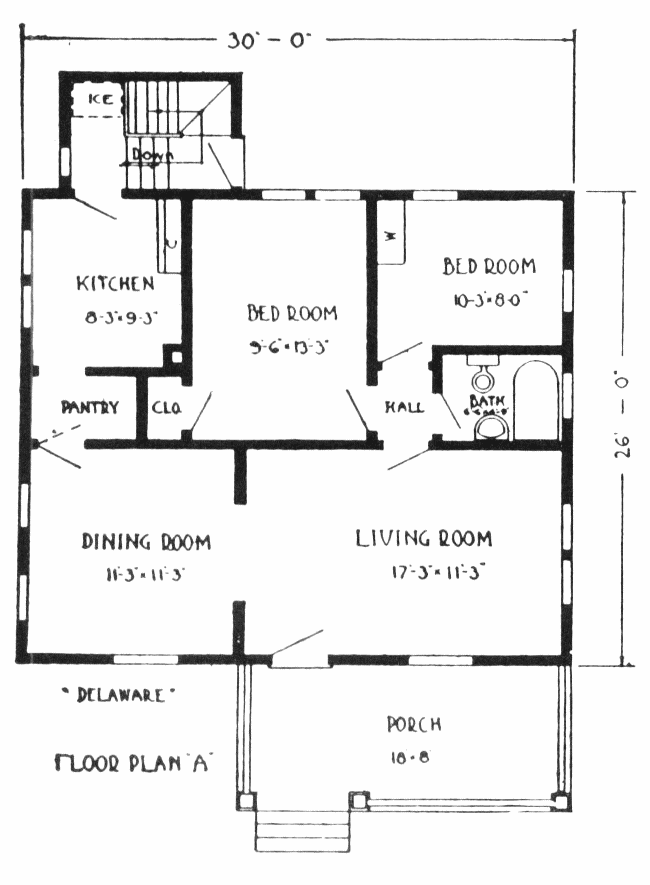 30'-0"
ICE
DOWN
C
W
KITCHEN
8-3"×9-3"
BED ROOM
9'-6"×13'-3"
BED ROOM
10-3"×8-0"
PANTRY
CLO.
HALL
BATH
26'-0"
DINING ROOM
11'-3"×11'-3"
LIVING ROOM
17'-3"×11'-3"
"DELAWARE"
FLOOR PLAN "A"
PORCH
18-8